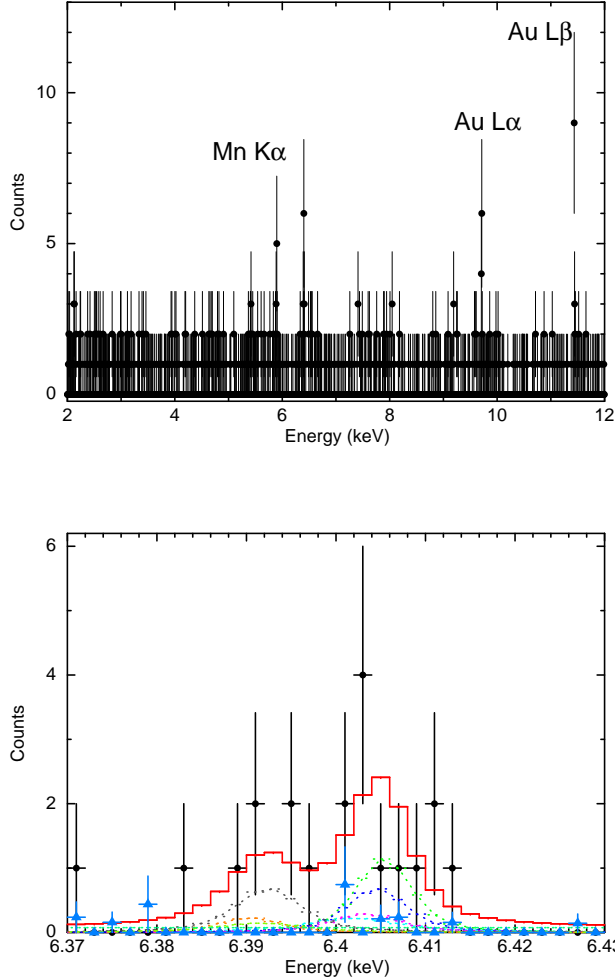 Au Lβ
10
Au Lα
Mn Kα
Counts
5
0
2 4 6 8 10 12
Energy (keV)
6
4
Counts
2
0
6.37 6.38 6.39 6.4 6.41 6.42 6.43
Energy (keV)